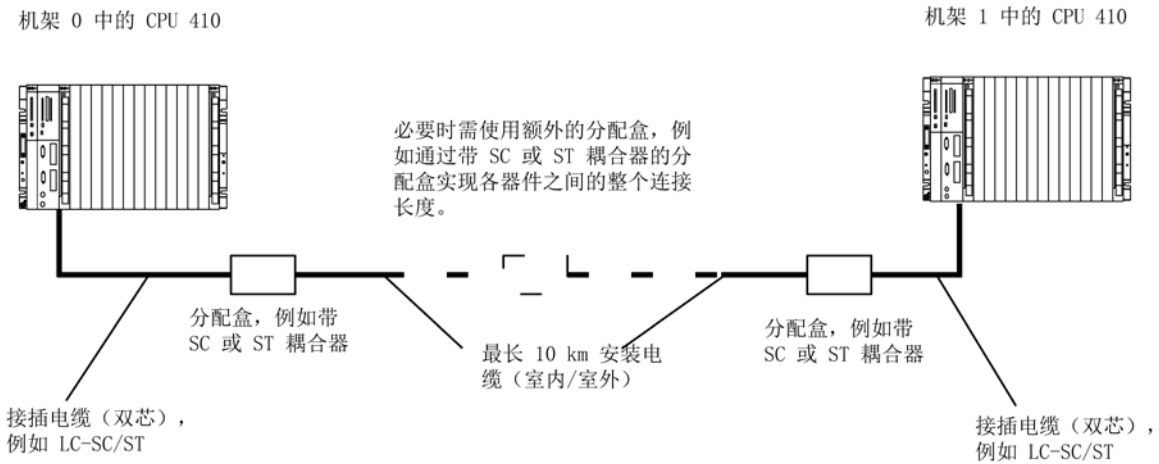 机架 0 中的 CPU 410
机架 1 中的 CPU 410
必要时需使用额外的分配盒，例
如通过带 SC 或 ST 耦合器的分
配盒实现各器件之间的整个连接
长度。
分配盒，例如带
SC 或 ST 耦合器
最长 10 km 安装电
缆（室内/室外）
分配盒，例如带
SC 或 ST 耦合器
接插电缆（双芯），
例如 LC-SC/ST
接插电缆（双芯），
例如 LC-SC/ST